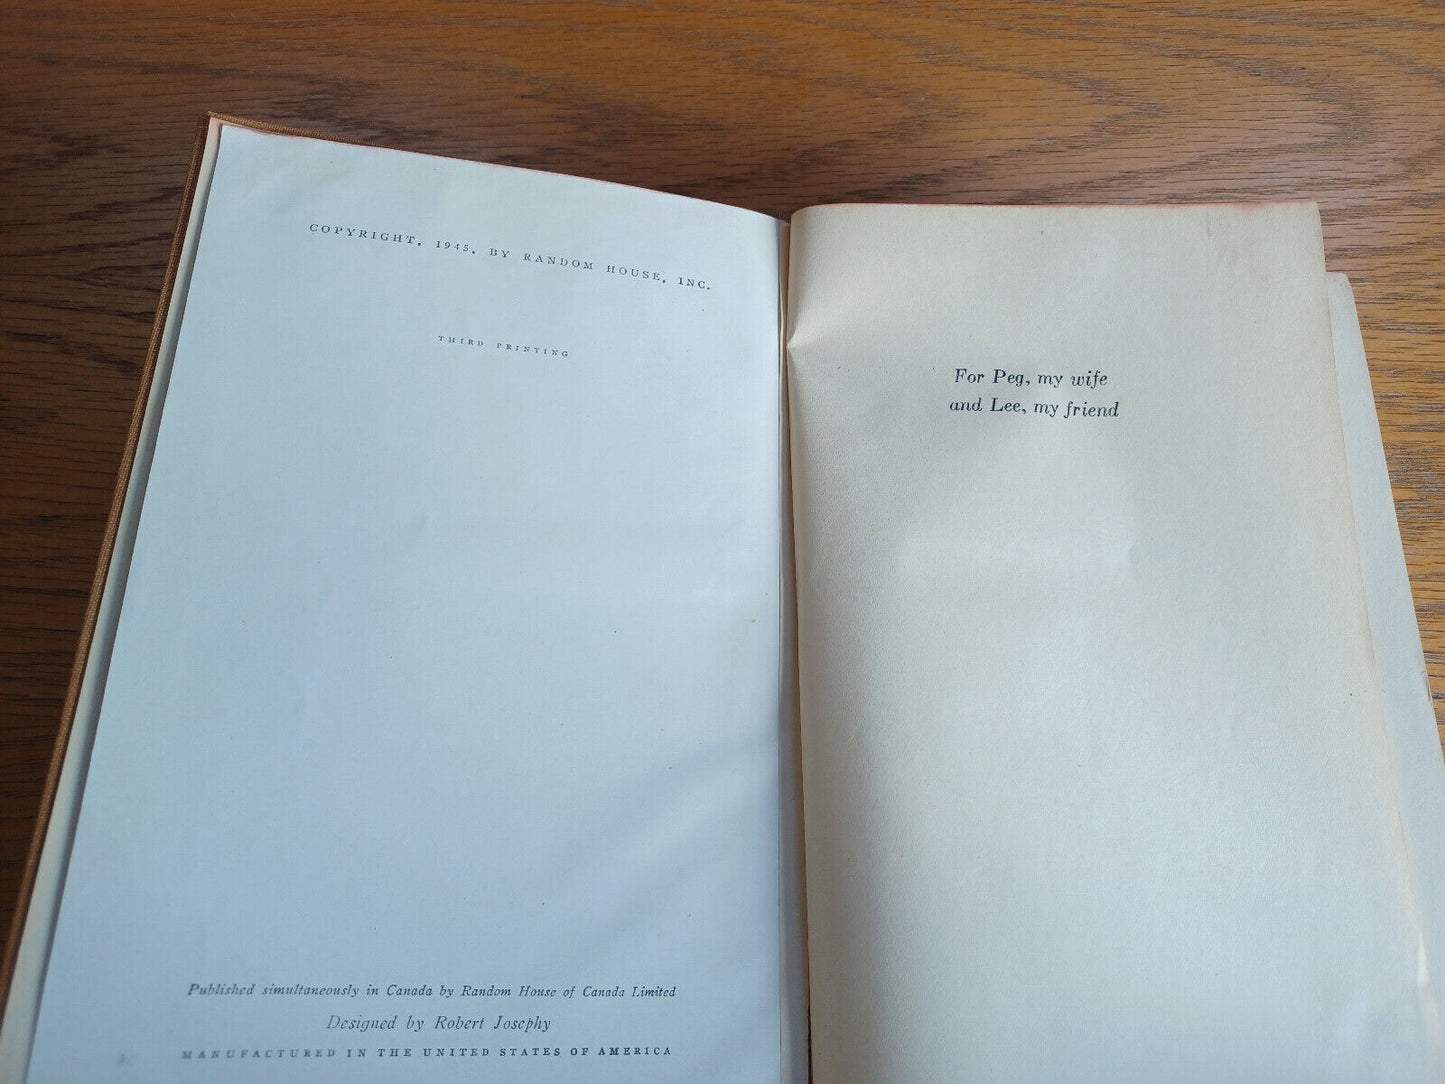 COPYRIGHT, 1945, BY RANDOM HOUSE, INC.
THIRD PRINTING
Published simultaneously in Canada by Random House of Canada Limited
Designed by Robert Josephy
MANUFACTURED IN THE UNITED STATES OF AMERICA
For Peg, my wife
and Lee, my friend